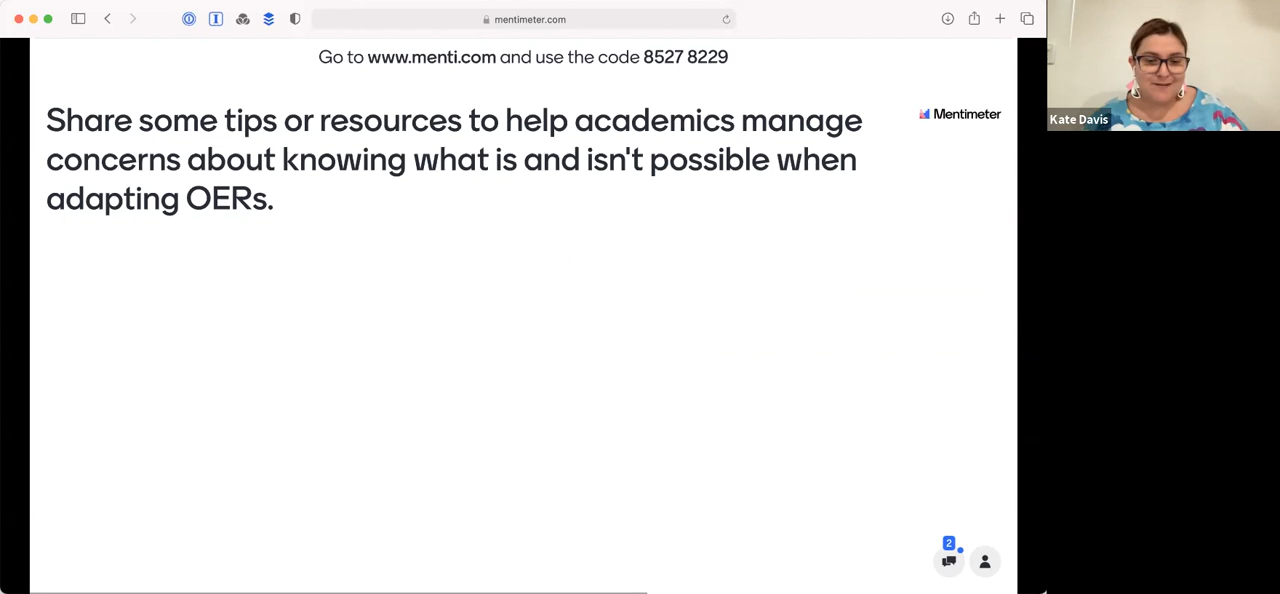 mentimeter.com
Go to www.menti.com and use the code 8527 8229
Share some tips or resources to help academics manage
concerns about knowing what is and isn't possible when
adapting OERs.
Mentimeter
Kate Davis
2